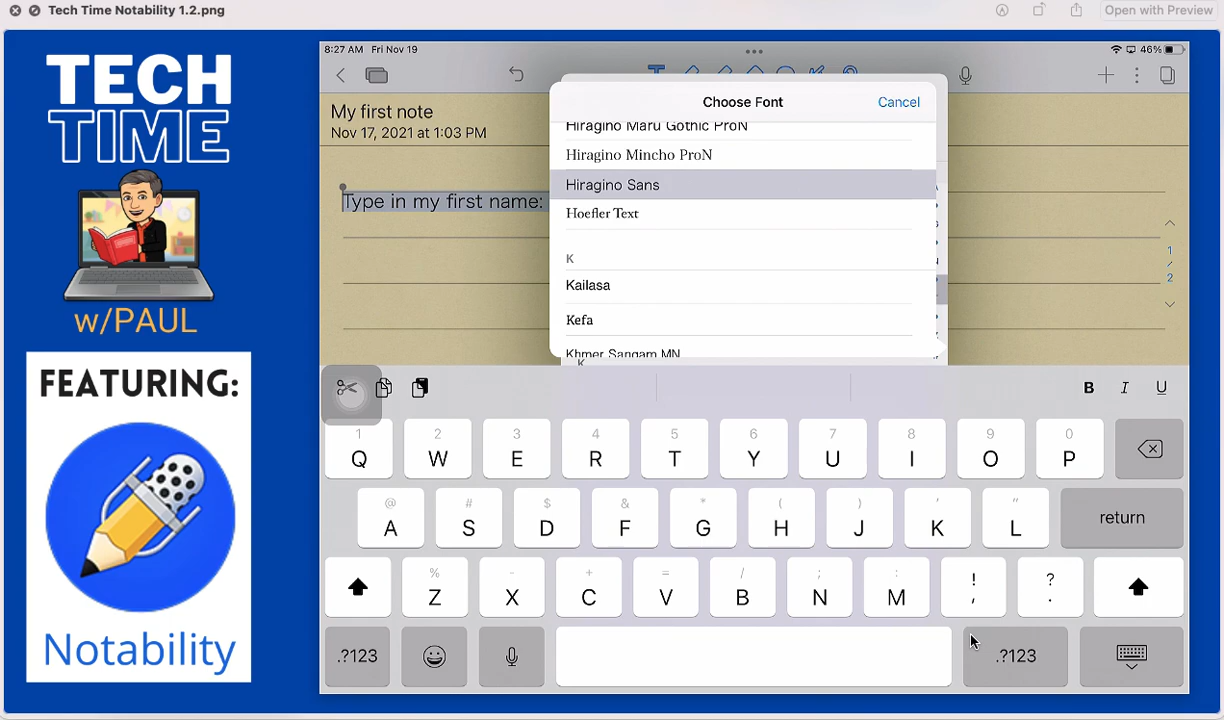 Tech Time Notability 1.2.png
Open with Preview
TECH
TIME
w/PAUL
FEATURING:
Notability
8:27 AM Fri Nov 19
46%
My first note
Nov 17, 2021 at 1:03 PM
Type in my first name:
Choose Font
Cancel
Hiragino Maru Gothic ProN
Hiragino Mincho ProN
Hiragino Sans
Hoefler Text
K
Kailasa
Kefa
Khmer Sangam MN
K
1
/
2
B I U
1 2 3 4 5 6 7 8 9 0
Q W E R T Y U I O P
@ # $ & * ( ) ' "
A S D F G H J K L return
% - + = / ; : ! ?
Z X C V B N M , .
.?123 .?123